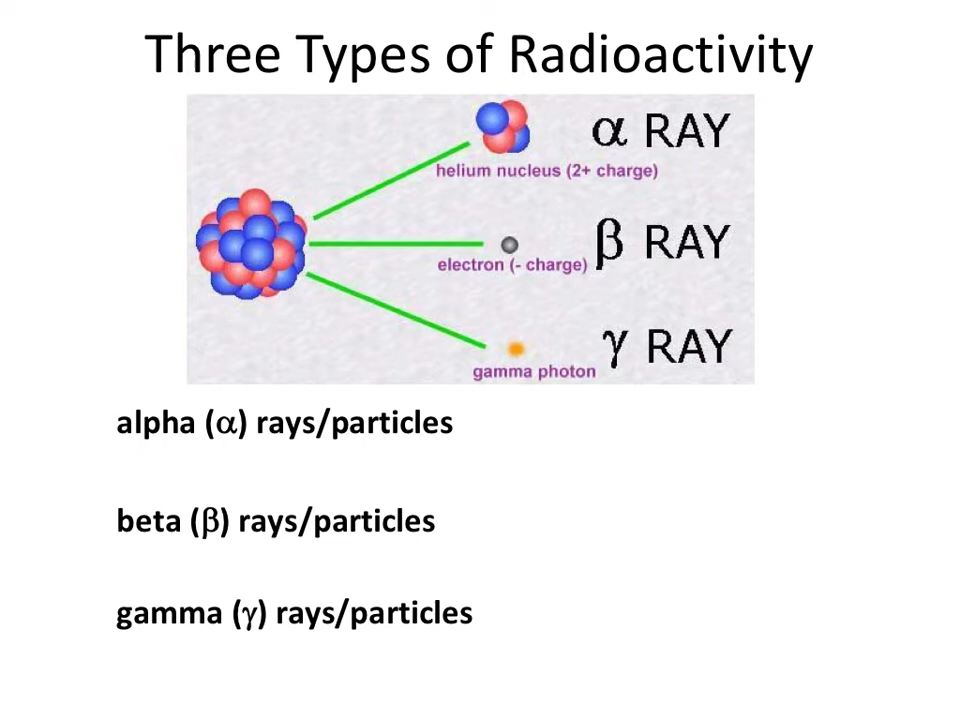 Three Types of Radioactivity
α RAY
helium nucleus (2+ charge)
β RAY
electron (- charge)
γ RAY
gamma photon
alpha (α) rays/particles
beta (β) rays/particles
gamma (γ) rays/particles